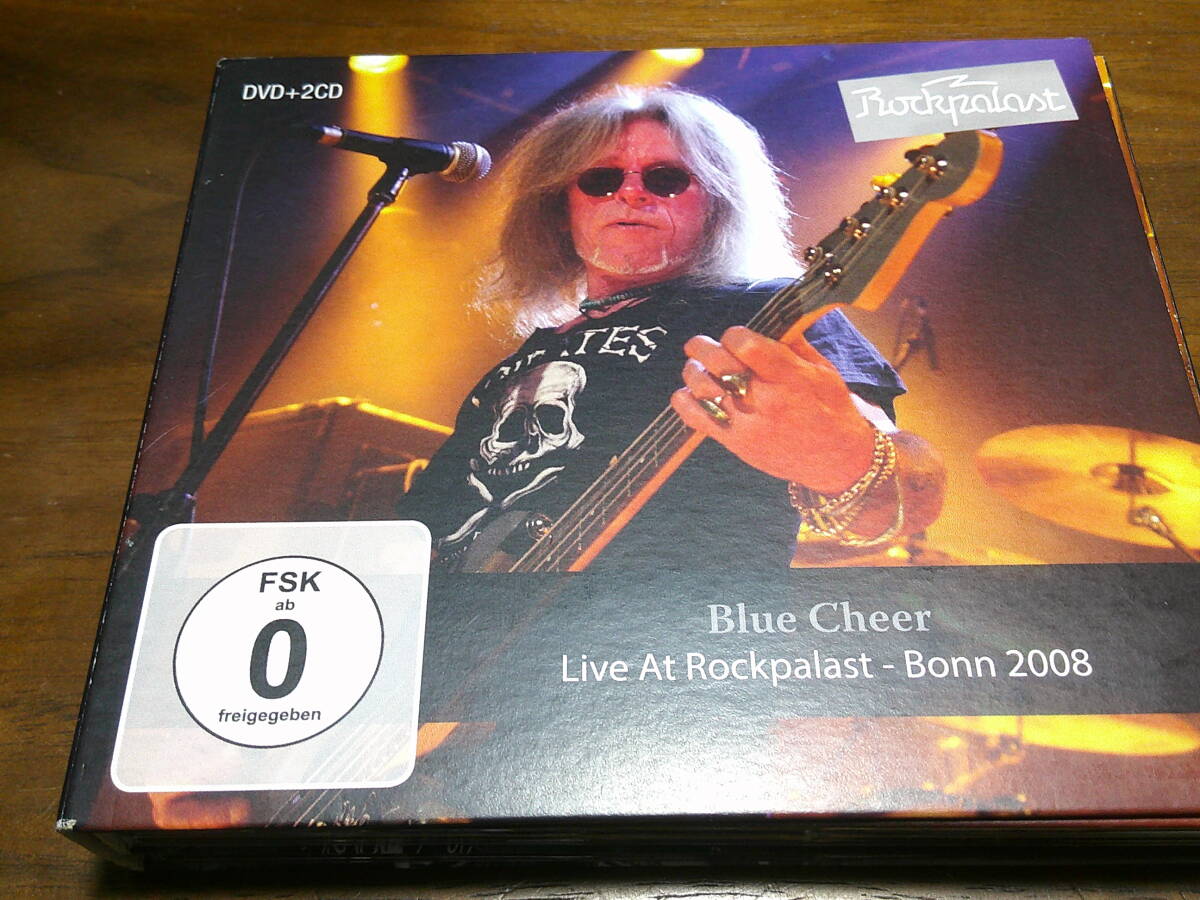 DVD+2CD
Rockpalast
FSK
ab
0
freigegeben
Blue Cheer
Live At Rockpalast - Bonn 2008